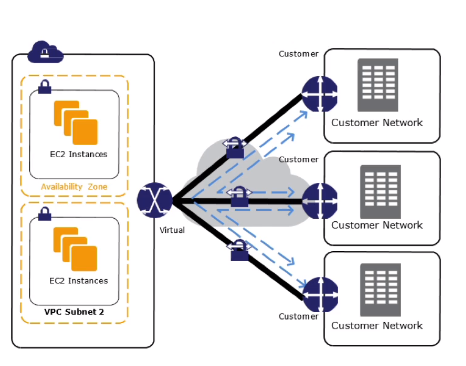 Customer
Customer Network
EC2 Instances
Availability Zone
Customer
Customer Network
Virtual
EC2 Instances
VPC Subnet 2
Customer
Customer Network